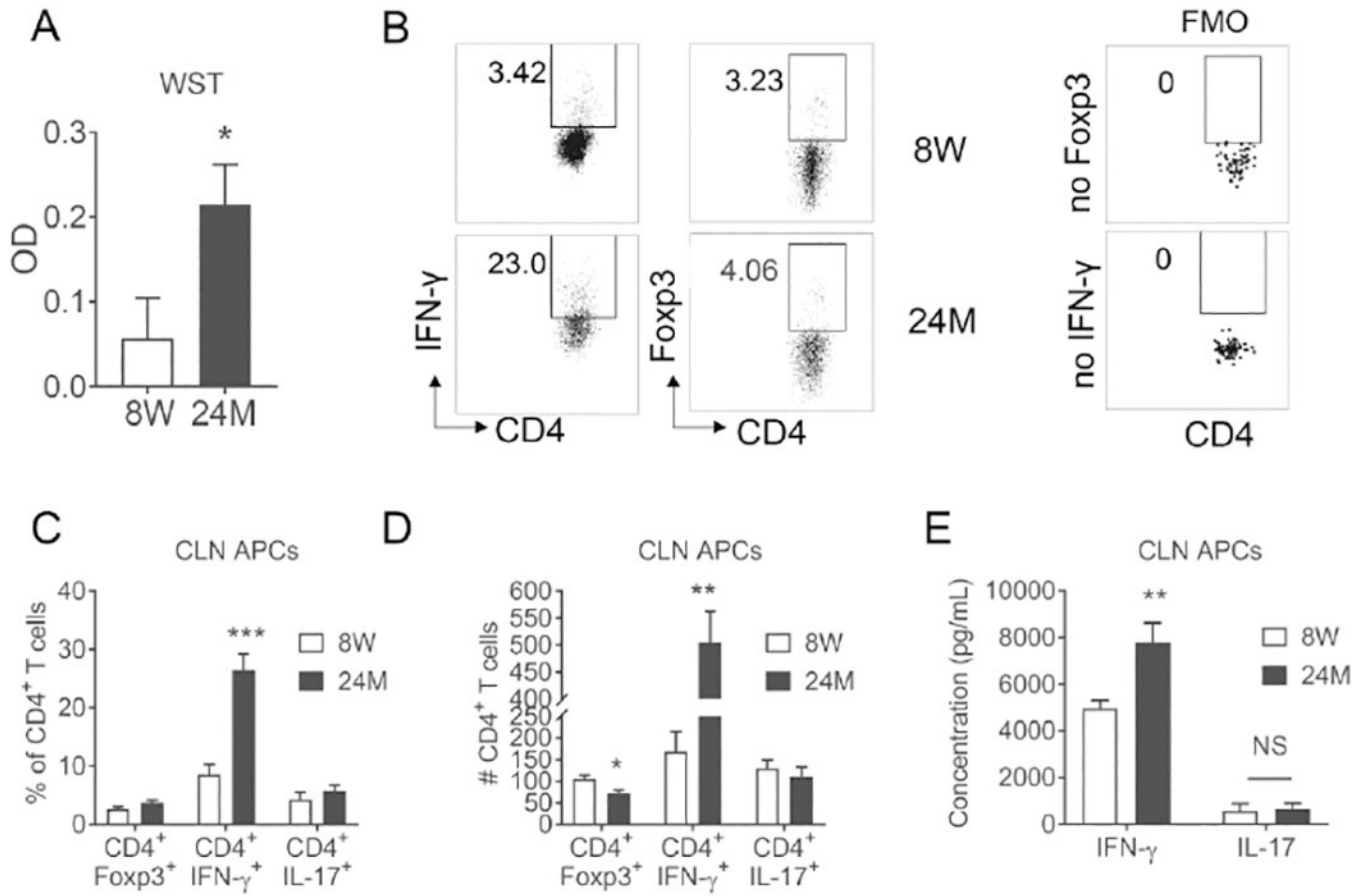 A
WST
*
0.3
0.2
0.1
0.0
OD
8W 24M
B
3.42
3.23
8W
23.0
4.06
24M
IFN-γ
CD4
Foxp3
CD4
FMO
0
no Foxp3
0
no IFN-γ
CD4
C
CLN APCs
40
30
20
10
0
% of CD4+ T cells
***
8W
24M
CD4+ CD4+ CD4+
Foxp3+ IFN-γ+ IL-17+
D
CLN APCs
600
550
500
450
400
250
200
150
100
50
0
# CD4+ T cells
*
**
8W
24M
CD4+ CD4+ CD4+
Foxp3+ IFN-γ+ IL-17+
E
CLN APCs
10000
8000
6000
4000
2000
0
Concentration (pg/mL)
**
8W
24M
NS
IFN-γ IL-17